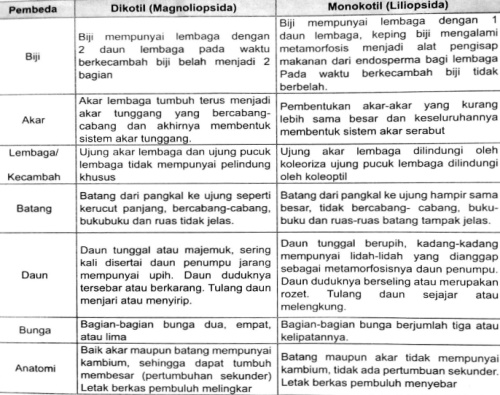 Pembeda
Dikotil (Magnoliopsida)
Monokotil (Liliopsida)
Biji
Biji mempunyai lembaga dengan
2 daun lembaga pada waktu
berkecambah biji belah menjadi 2
bagian
Biji mempunyai lembaga dengan 1
daun lembaga, keping biji mengalami
metamorfosis menjadi alat pengisap
makanan dari endosperma bagi lembaga
Pada waktu berkecambah biji tidak
berbelah.
Akar
Akar lembaga tumbuh terus menjadi
akar tunggang yang bercabang-
cabang dan akhirnya membentuk
sistem akar tunggang.
Pembentukan akar-akar yang kurang
lebih sama besar dan keseluruhannya
membentuk sistem akar serabut
Lembaga/
Kecambah
Ujung akar lembaga dan ujung pucuk
lembaga tidak mempunyai pelindung
khusus
Ujung akar lembaga dilindungi oleh
koleoriza ujung pucuk lembaga dilindungi
oleh koleoptil
Batang
Batang dari pangkal ke ujung seperti
kerucut panjang, bercabang-cabang,
bukubuku dan ruas tidak jelas.
Batang dari pangkal ke ujung hampir sama
besar, tidak bercabang- cabang, buku-
buku dan ruas-ruas batang tampak jelas.
Daun
Daun tunggal atau majemuk, sering
kali disertai daun penumpu jarang
mempunyai upih. Daun duduknya
tersebar atau berkarang. Tulang daun
menjari atau menyirip.
Daun tunggal berupih, kadang-kadang
mempunyai lidah-lidah yang dianggap
sebagai metamorfosisnya daun penumpu.
Daun duduknya berseling atau merupakan
rozet. Tulang daun sejajar atau
melengkung.
Bunga
Bagian-bagian bunga dua, empat,
atau lima
Bagian-bagian bunga berjumlah tiga atau
kelipatannya.
Anatomi
Baik akar maupun batang mempunyai
kambium, sehingga dapat tumbuh
membesar (pertumbuhan sekunder)
Letak berkas pembuluh melingkar
Batang maupun akar tidak mempunyai
kambium, tidak ada pertumbuan sekunder.
Letak berkas pembuluh menyebar